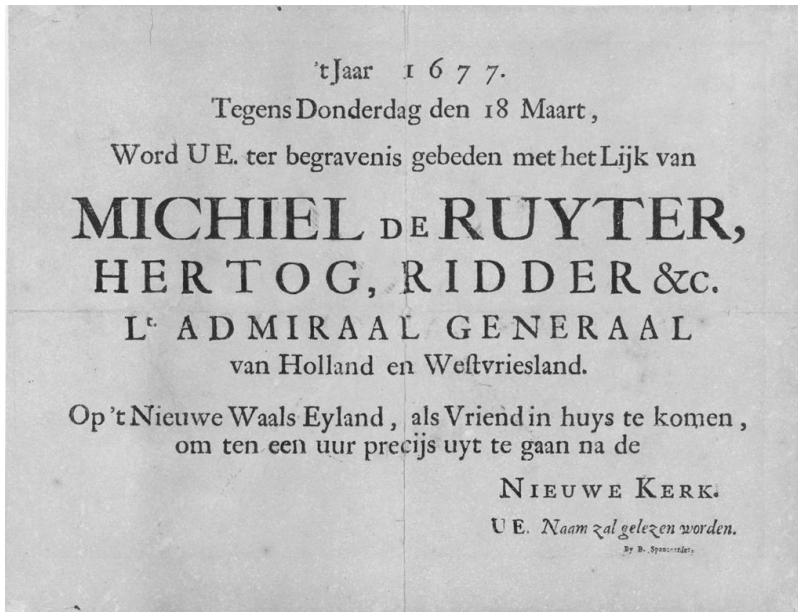 'tJaar 1677.
Tegens Donderdag den 18 Maart,
Word UE. ter begravenis gebeden met het Lijk van
MICHIEL DE RUYTER,
HERTOG, RIDDER &c.
Lt. ADMIRAAL GENERAAL
van Holland en Weſtvriesland.
Op 't Nieuwe Waals Eyland, als Vriend in huys te komen,
om ten een uur precijs uyt te gaan na de
NIEUWE KERK.
UE. Naam zal gelezen worden.
By B.